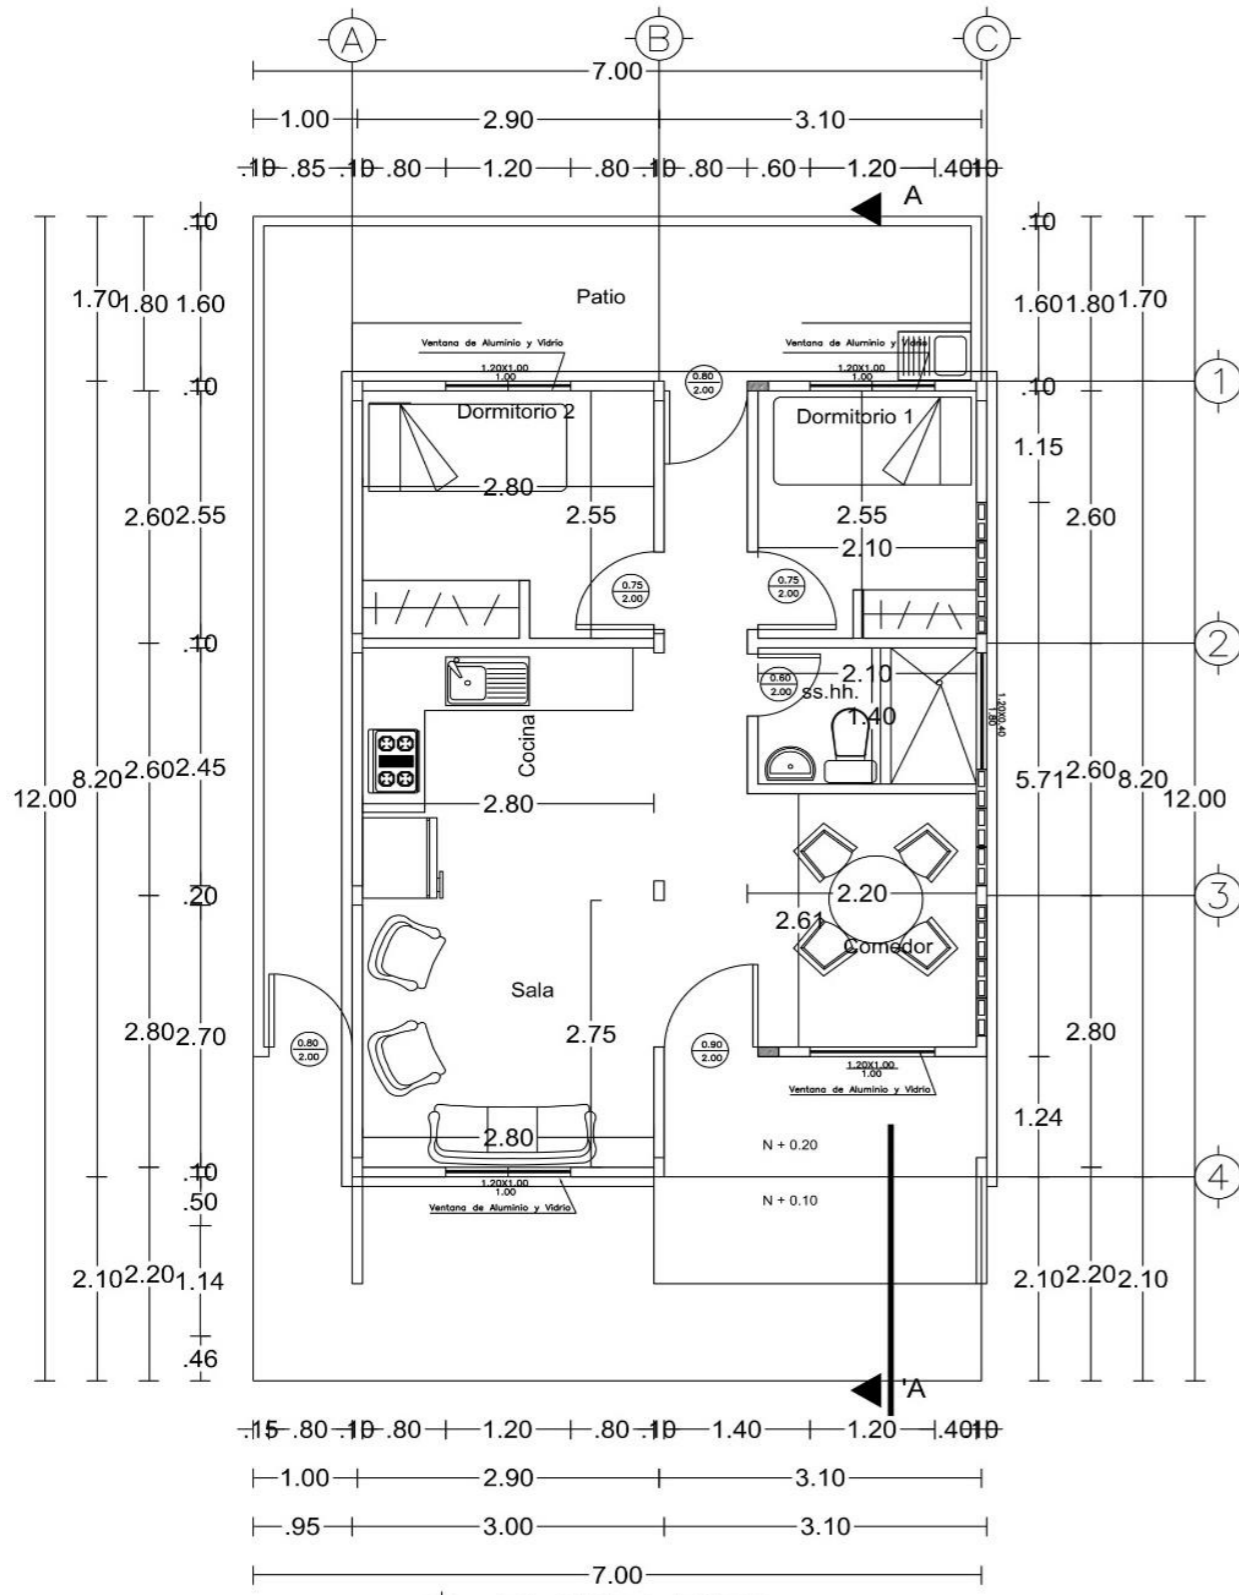 A B C
7.00
1.00 2.90 3.10
.10 .85 .10 .80 1.20 .80 .10 .80 .60 1.20 .40 .10
A
.10 .10
1.70 1.80 1.60 Patio 1.60 1.80 1.70
Ventana de Aluminio y Vidrio Ventana de Aluminio y Vidrio
1.20X1.00 1.20X1.00
1.00 0.80 1.00
2.00
.10 .10 1
Dormitorio 2 Dormitorio 1
1.15
2.80
2.60 2.55 2.55 2.55 2.60
2.10
0.75 0.75
2.00 2.00
.10 2
2.10
0.60
2.00 ss.hh.
1.20X0.40
1.80
1.40
Cocina
8.20 2.60 2.45 5.71 2.60 8.20
12.00 2.80 12.00
.20 2.20 3
2.61
Comedor
Sala
2.80 2.70 2.75 2.80
0.80 0.90
2.00 2.00
1.20X1.00
1.00
Ventana de Aluminio y Vidrio
1.24
2.80
N + 0.20
.10 4
1.20X1.00
1.00
.50 N + 0.10
Ventana de Aluminio y Vidrio
2.10 2.20 1.14 2.10 2.20 2.10
.46
'A
.15 .80 .10 .80 1.20 .80 .10 1.40 1.20 .40 .10
1.00 2.90 3.10
.95 3.00 3.10
7.00